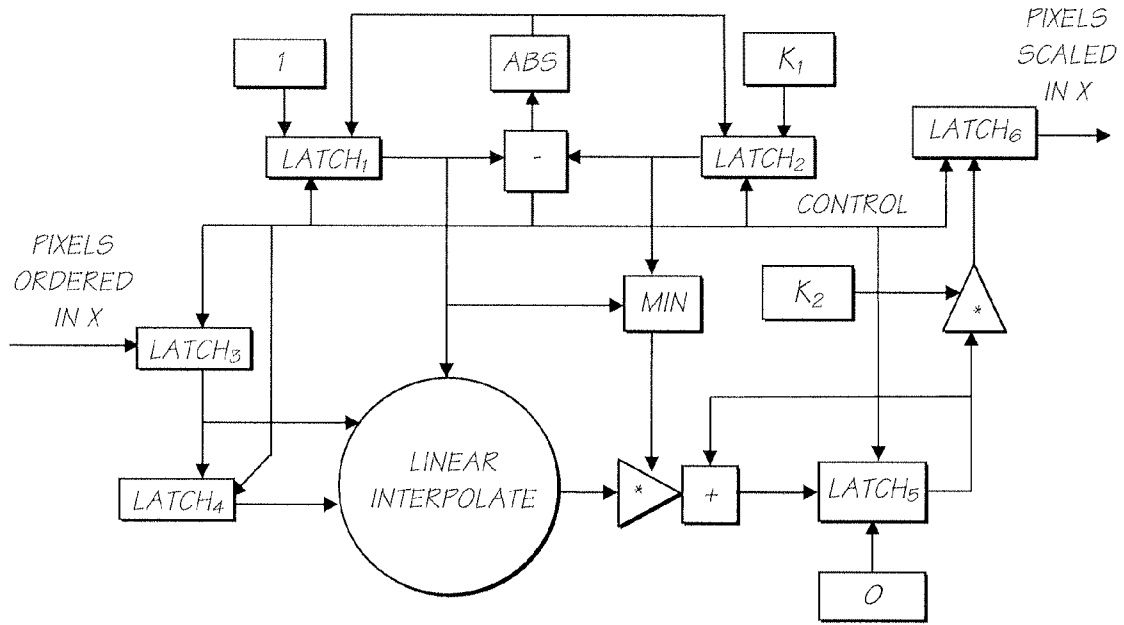 PIXELS
SCALED
IN X
1
ABS
K₁
LATCH₁
-
LATCH₂
LATCH₆
CONTROL
PIXELS
ORDERED
IN X
K₂
MIN
*
LATCH₃
LINEAR
INTERPOLATE
LATCH₄
*
+
LATCH₅
0